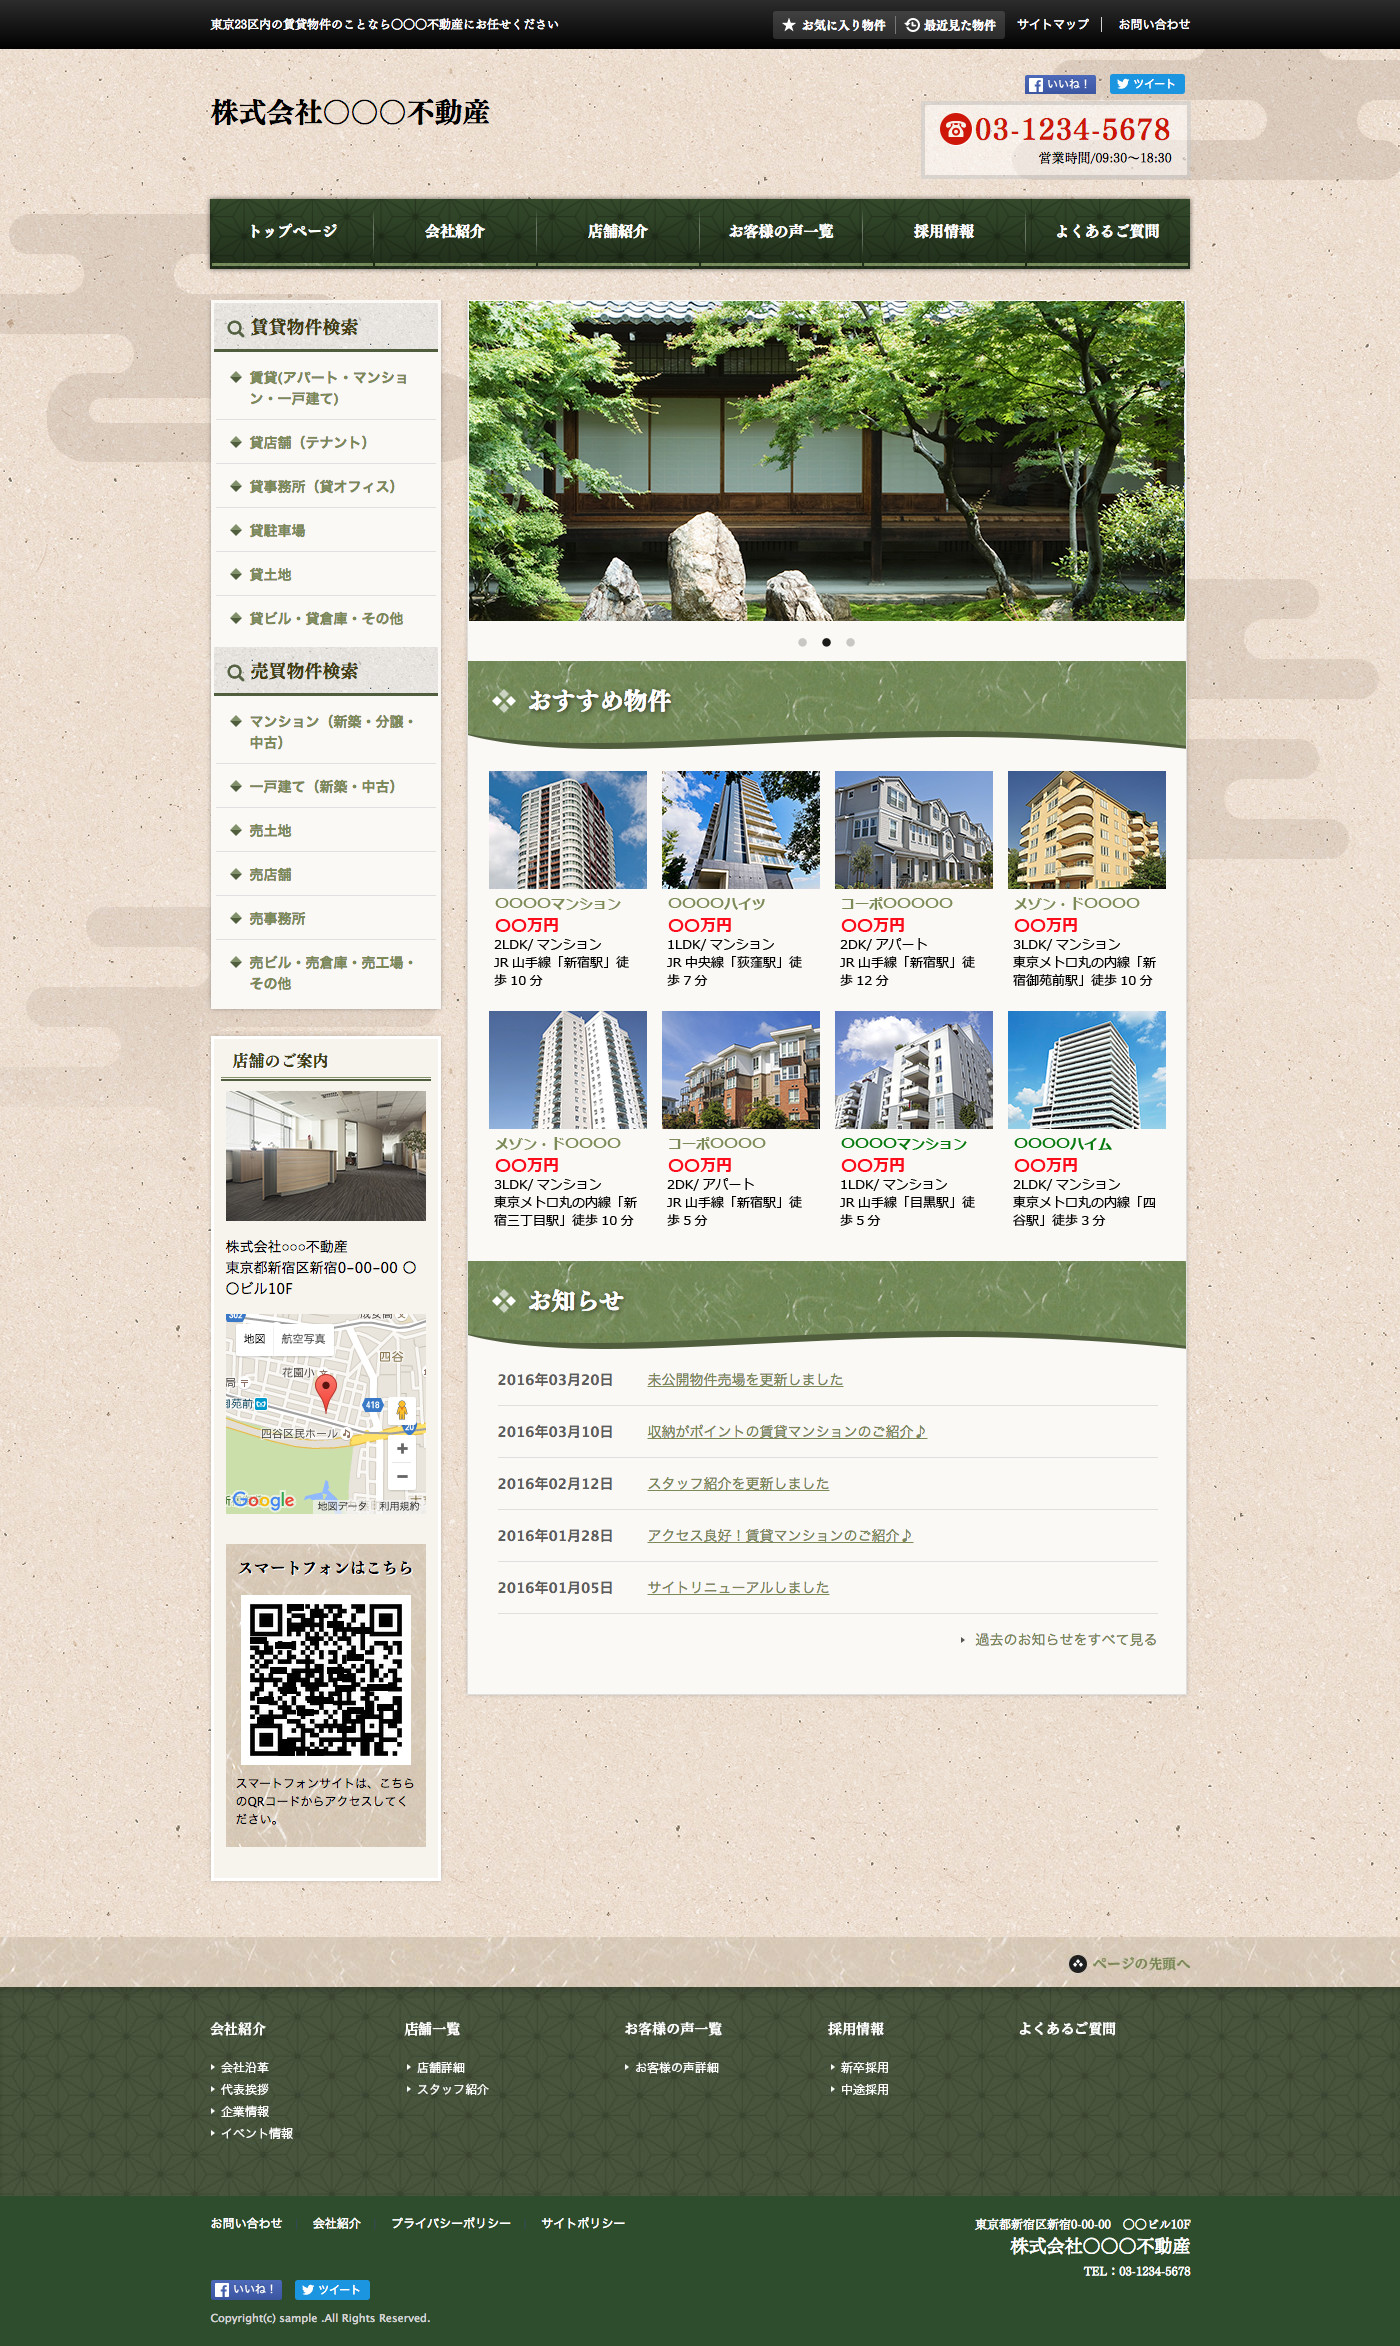 東京23区内の賃貸物件のことなら〇〇〇不動産にお任せください
お気に入り物件
最近見た物件
サイトマップ
お問い合わせ
いいね！
ツイート
株式会社〇〇〇不動産
03-1234-5678
営業時間/09:30〜18:30
トップページ
会社紹介
店舗紹介
お客様の声一覧
採用情報
よくあるご質問
賃貸物件検索
賃貸(アパート・マンショ
ン・一戸建て)
貸店舗（テナント）
貸事務所（貸オフィス）
貸駐車場
貸土地
貸ビル・貸倉庫・その他
売買物件検索
マンション（新築・分譲・
中古）
一戸建て（新築・中古）
売土地
売店舗
売事務所
売ビル・売倉庫・売工場・
その他
店舗のご案内
株式会社○○○不動産
東京都新宿区新宿0-00-00 〇
〇ビル10F
地図
航空写真
四谷
花園小
418
四谷区民ホール
Google
地図データ
利用規約
スマートフォンはこちら
スマートフォンサイトは、こちら
のQRコードからアクセスしてく
ださい。
おすすめ物件
〇〇〇〇マンション
〇〇万円
2LDK/ マンション
JR 山手線「新宿駅」徒
歩 10 分
〇〇〇〇ハイツ
〇〇万円
1LDK/ マンション
JR 中央線「荻窪駅」徒
歩 7 分
コーポ〇〇〇〇〇
〇〇万円
2DK/ アパート
JR 山手線「新宿駅」徒
歩 12 分
メゾン・ド〇〇〇〇
〇〇万円
3LDK/ マンション
東京メトロ丸の内線「新
宿御苑前駅」徒歩 10 分
メゾン・ド〇〇〇〇
〇〇万円
3LDK/ マンション
東京メトロ丸の内線「新
宿三丁目駅」徒歩 10 分
コーポ〇〇〇〇
〇〇万円
2DK/ アパート
JR 山手線「新宿駅」徒
歩 5 分
〇〇〇〇マンション
〇〇万円
1LDK/ マンション
JR 山手線「目黒駅」徒
歩 5 分
〇〇〇〇ハイム
〇〇万円
2LDK/ マンション
東京メトロ丸の内線「四
谷駅」徒歩 3 分
お知らせ
2016年03月20日 未公開物件売場を更新しました
2016年03月10日 収納がポイントの賃貸マンションのご紹介♪
2016年02月12日 スタッフ紹介を更新しました
2016年01月28日 アクセス良好！賃貸マンションのご紹介♪
2016年01月05日 サイトリニューアルしました
過去のお知らせをすべて見る
ページの先頭へ
会社紹介
会社沿革
代表挨拶
企業情報
イベント情報
店舗一覧
店舗詳細
スタッフ紹介
お客様の声一覧
お客様の声詳細
採用情報
新卒採用
中途採用
よくあるご質問
お問い合わせ
会社紹介
プライバシーポリシー
サイトポリシー
東京都新宿区新宿0-00-00　〇〇ビル10F
株式会社〇〇〇不動産
TEL：03-1234-5678
いいね！
ツイート
Copyright(c) sample .All Rights Reserved.